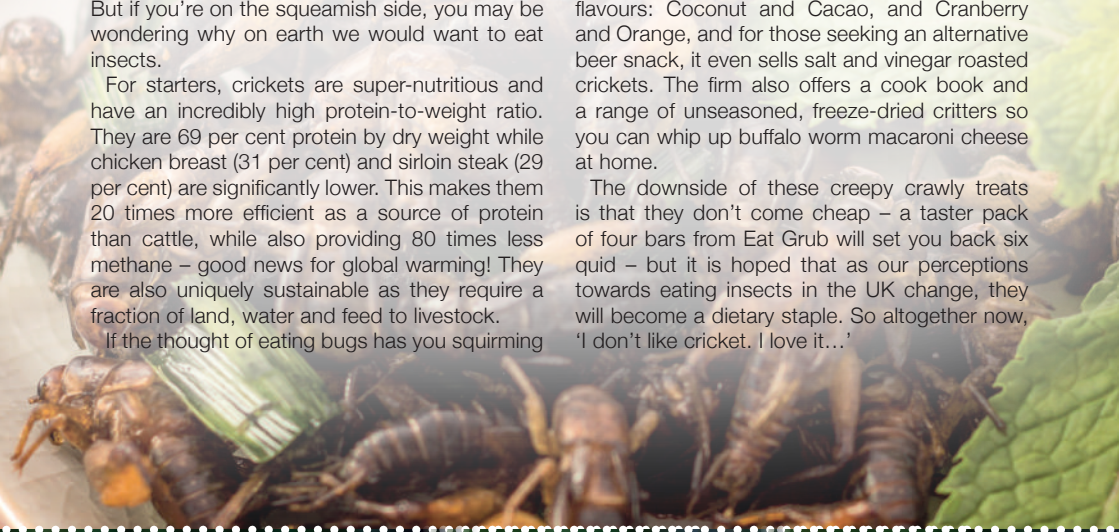 But if you're on the squeamish side, you may be
wondering why on earth we would want to eat
insects.
For starters, crickets are super-nutritious and
have an incredibly high protein-to-weight ratio.
They are 69 per cent protein by dry weight while
chicken breast (31 per cent) and sirloin steak (29
per cent) are significantly lower. This makes them
20 times more efficient as a source of protein
than cattle, while also providing 80 times less
methane – good news for global warming! They
are also uniquely sustainable as they require a
fraction of land, water and feed to livestock.
If the thought of eating bugs has you squirming
flavours: Coconut and Cacao, and Cranberry
and Orange, and for those seeking an alternative
beer snack, it even sells salt and vinegar roasted
crickets. The firm also offers a cook book and
a range of unseasoned, freeze-dried critters so
you can whip up buffalo worm macaroni cheese
at home.
The downside of these creepy crawly treats
is that they don't come cheap – a taster pack
of four bars from Eat Grub will set you back six
quid – but it is hoped that as our perceptions
towards eating insects in the UK change, they
will become a dietary staple. So altogether now,
'I don't like cricket. I love it…'